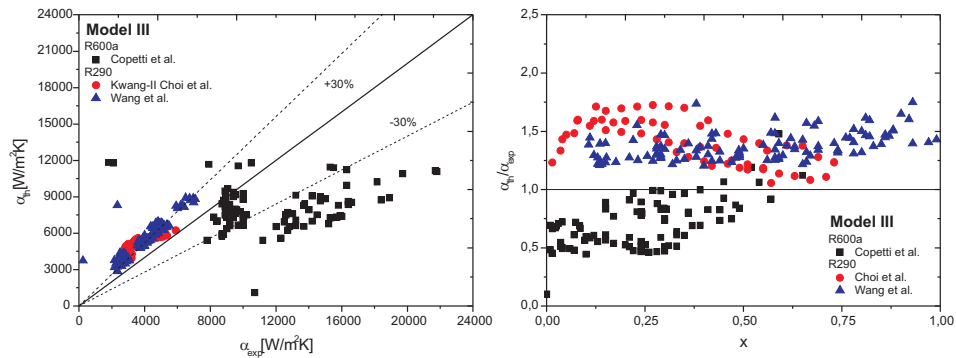 24000
21000
18000
15000
12000
9000
6000
3000
0
α_th[W/m²K]
Model III
R600a
Copetti et al.
R290
Kwang-II Choi et al.
Wang et al.
+30%
-30%
0 4000 8000 12000 16000 20000 24000
α_exp[W/m²K]
2,5
2,0
1,5
1,0
0,5
0,0
α_th/α_exp
Model III
R600a
Copetti et al.
R290
Choi et al.
Wang et al.
0,00 0,25 0,50 0,75 1,00
x